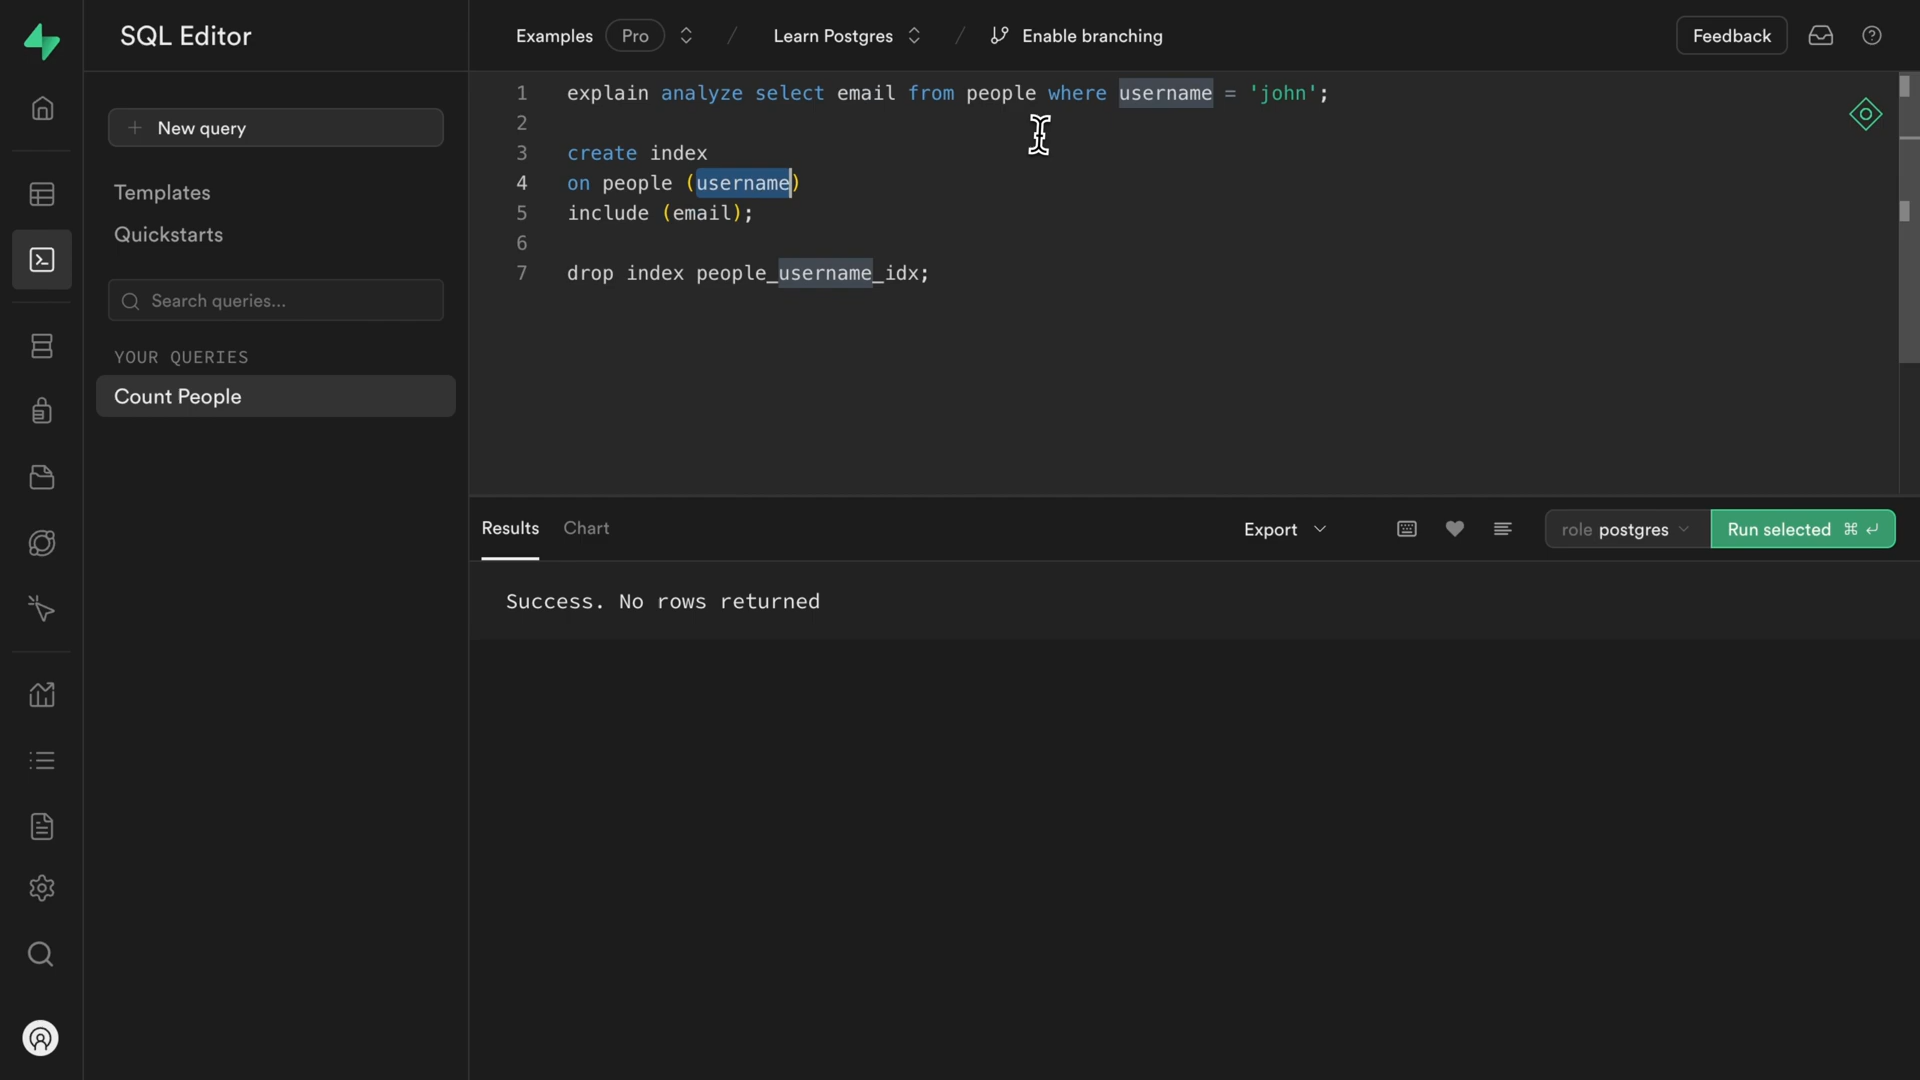 SQL Editor
Examples Pro / Learn Postgres / Enable branching
Feedback
New query
Templates
Quickstarts
Search queries...
YOUR QUERIES
Count People
1 explain analyze select email from people where username = 'john';
2
3 create index
4 on people (username)
5 include (email);
6
7 drop index people_username_idx;
Results Chart
Export
role postgres
Run selected ⌘ ↵
Success. No rows returned